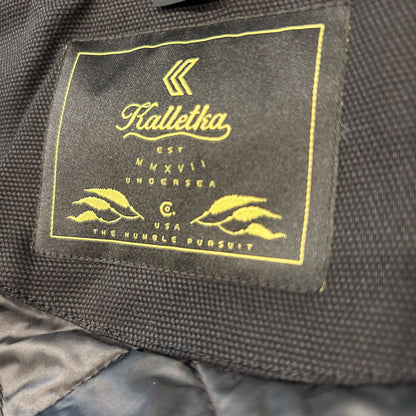 Kalletka
EST
MMXVII
UNDERSEA
C.
USA
THE HUMBLE PURSUIT